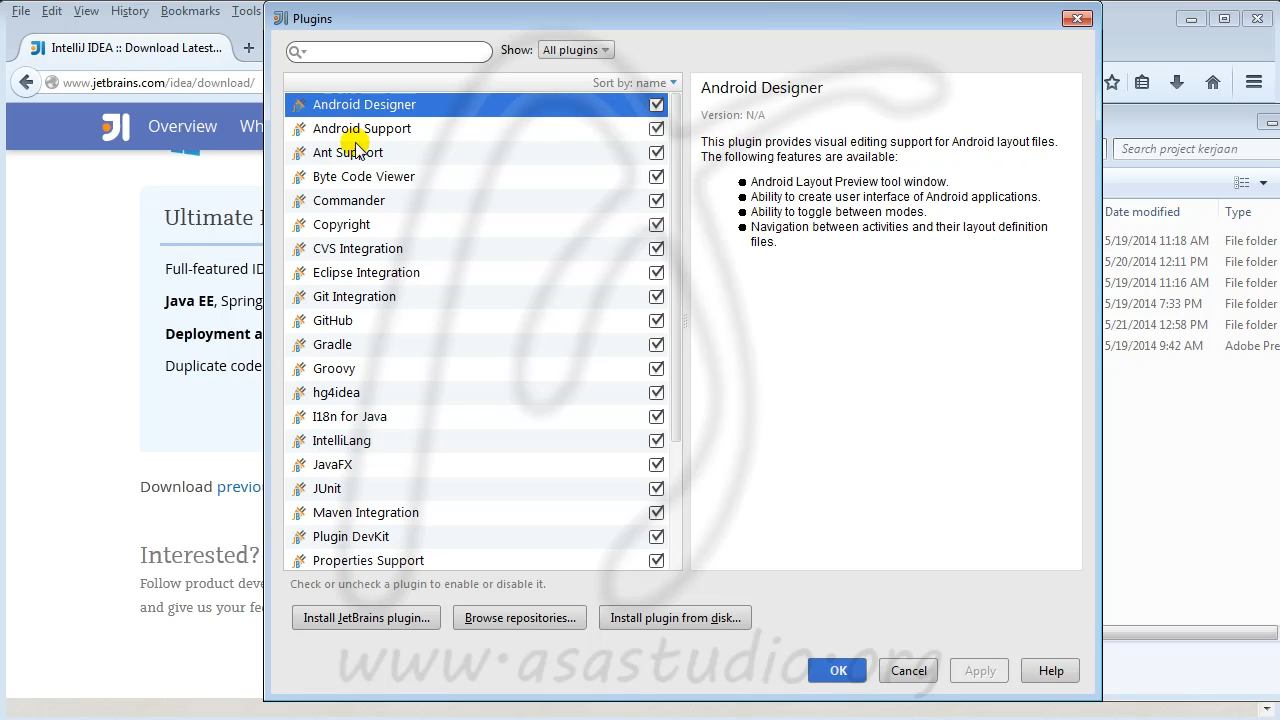 File Edit View History Bookmarks Tools
IntelliJ IDEA :: Download Latest...
www.jetbrains.com/idea/download/
Overview
Ultimate
Full-featured
Java EE, Spring
Deployment
Duplicate code
Download
Interested?
Follow product
and give us your
Plugins
Show: All plugins
Sort by: name
Android Designer
Android Support
Ant Support
Byte Code Viewer
Commander
Copyright
CVS Integration
Eclipse Integration
Git Integration
GitHub
Gradle
Groovy
hg4idea
I18n for Java
IntelliLang
JavaFX
JUnit
Maven Integration
Plugin DevKit
Properties Support
Check or uncheck a plugin to enable or disable it.
Install JetBrains plugin... Browse repositories... Install plugin from disk...
Android Designer
Version: N/A
This plugin provides visual editing support for Android layout files.
The following features are available:
Android Layout Preview tool window.
Ability to create user interface of Android applications.
Ability to toggle between modes.
Navigation between activities and their layout definition
files.
OK Cancel Apply Help
Search project kerjaan
Date modified Type
5/19/2014 11:18 AM File folder
5/20/2014 12:11 PM File folder
5/19/2014 11:16 AM File folder
5/19/2014 7:33 PM File folder
5/21/2014 12:58 PM File folder
5/19/2014 9:42 AM Adobe Pre
www.asastudio.org